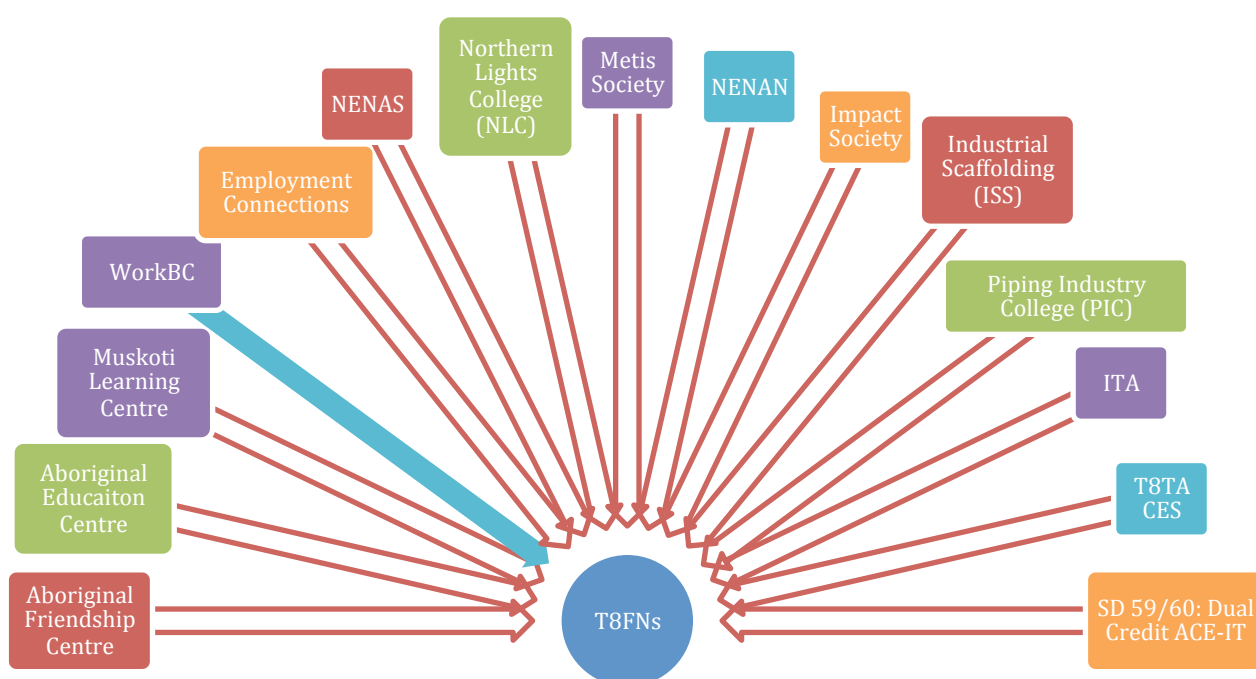 Northern
Lights
College
(NLC)
Metis
Society
NENAN
NENAS
Impact
Society
Industrial
Scaffolding
(ISS)
Employment
Connections
WorkBC
Piping Industry
College (PIC)
Muskoti
Learning
Centre
ITA
Aboriginal
Educaiton
Centre
T8TA
CES
Aboriginal
Friendship
Centre
T8FNs
SD 59/60: Dual
Credit ACE-IT